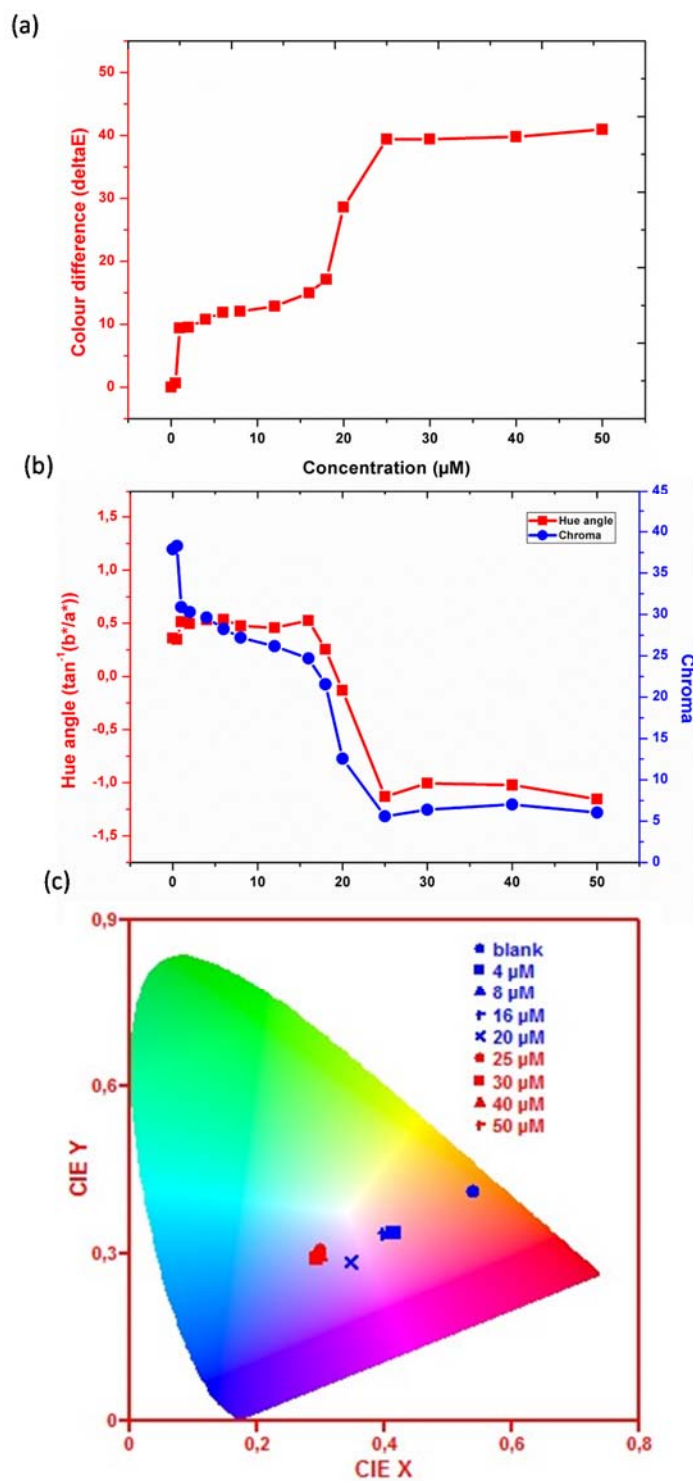 (a)
50
40
30
20
10
0
Colour difference (deltaE)
0 10 20 30 40 50
Concentration (µM)
(b)
1,5
1,0
0,5
0,0
-0,5
-1,0
-1,5
Hue angle (tan⁻¹(b*/a*))
Hue angle
Chroma
45
40
35
30
25
20
15
10
5
0
Chroma
0 10 20 30 40 50
(c)
0,9
0,6
0,3
0
CIE Y
blank
4 µM
8 µM
16 µM
20 µM
25 µM
30 µM
40 µM
50 µM
0 0,2 0,4 0,6 0,8
CIE X